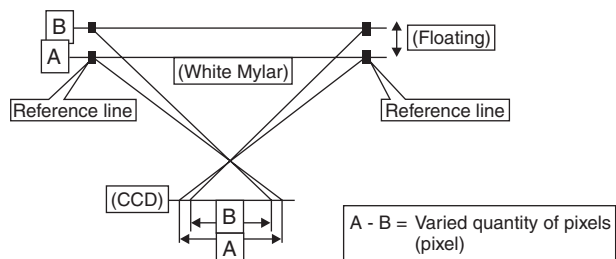 B
(Floating)
A
(White Mylar)
Reference line
Reference line
(CCD)
B
A
A - B = Varied quantity of pixels
(pixel)